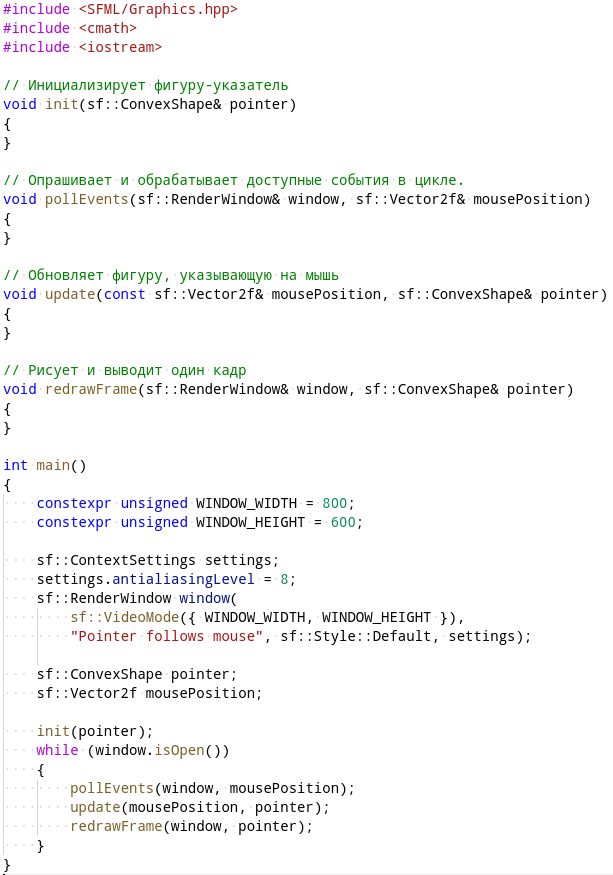 #include <SFML/Graphics.hpp>
#include <cmath>
#include <iostream>
// Инициализирует фигуру-указатель
void init(sf::ConvexShape& pointer)
{
}
// Опрашивает и обрабатывает доступные события в цикле.
void pollEvents(sf::RenderWindow& window, sf::Vector2f& mousePosition)
{
}
// Обновляет фигуру, указывающую на мышь
void update(const sf::Vector2f& mousePosition, sf::ConvexShape& pointer)
{
}
// Рисует и выводит один кадр
void redrawFrame(sf::RenderWindow& window, sf::ConvexShape& pointer)
{
}
int main()
{
    constexpr unsigned WINDOW_WIDTH = 800;
    constexpr unsigned WINDOW_HEIGHT = 600;
    sf::ContextSettings settings;
    settings.antialiasingLevel = 8;
    sf::RenderWindow window(
        sf::VideoMode({ WINDOW_WIDTH, WINDOW_HEIGHT }),
        "Pointer follows mouse", sf::Style::Default, settings);
    sf::ConvexShape pointer;
    sf::Vector2f mousePosition;
    init(pointer);
    while (window.isOpen())
    {
        pollEvents(window, mousePosition);
        update(mousePosition, pointer);
        redrawFrame(window, pointer);
    }
}